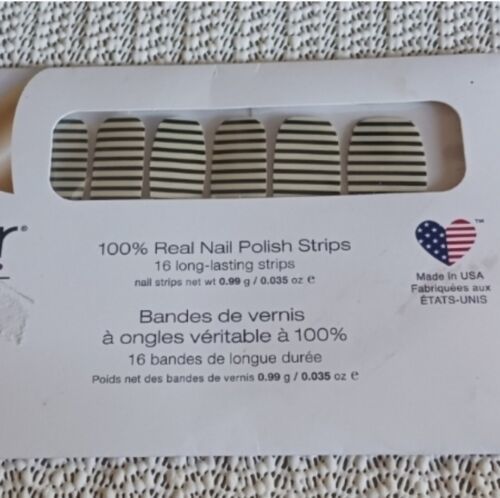 r®
100% Real Nail Polish Strips
16 long-lasting strips
nail strips net wt 0.99 g / 0.035 oz e
Bandes de vernis
à ongles véritable à 100%
16 bandes de longue durée
Poids net des bandes de vernis 0.99 g / 0.035 oz e
TM
Made in USA
Fabriquées aux
ÉTATS-UNIS